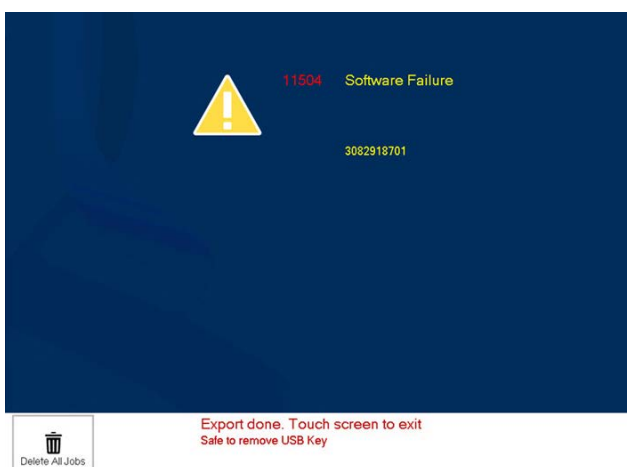 11504 Software Failure
3082918701
Export done. Touch screen to exit
Safe to remove USB Key
Delete All Jobs